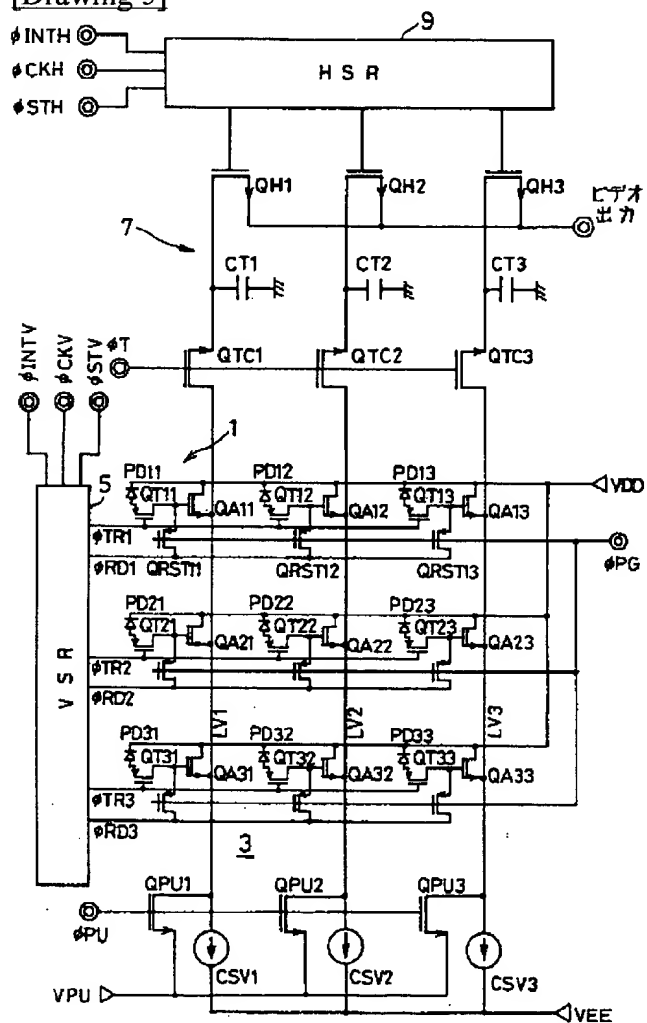 [Drawing 5]
φINTH
φCKH
φSTH
9
HSR
QH1
QH2
QH3
ビデオ
出力
7
CT1
CT2
CT3
φINTV
φCKV
φSTV
φT
QTC1
QTC2
QTC3
1
5
PD11
QT11
QA11
PD12
QT12
QA12
PD13
QT13
QA13
VDD
φTR1
φRD1
QRST11
QRST12
QRST13
φPG
VSR
PD21
QT21
QA21
PD22
QT22
QA22
PD23
QT23
QA23
φTR2
φRD2
LV1
LV2
LV3
PD31
QT31
QA31
PD32
QT32
QA32
PD33
QT33
QA33
φTR3
φRD3
3
QPU1
QPU2
QPU3
φPU
CSV1
CSV2
CSV3
VPU
VEE